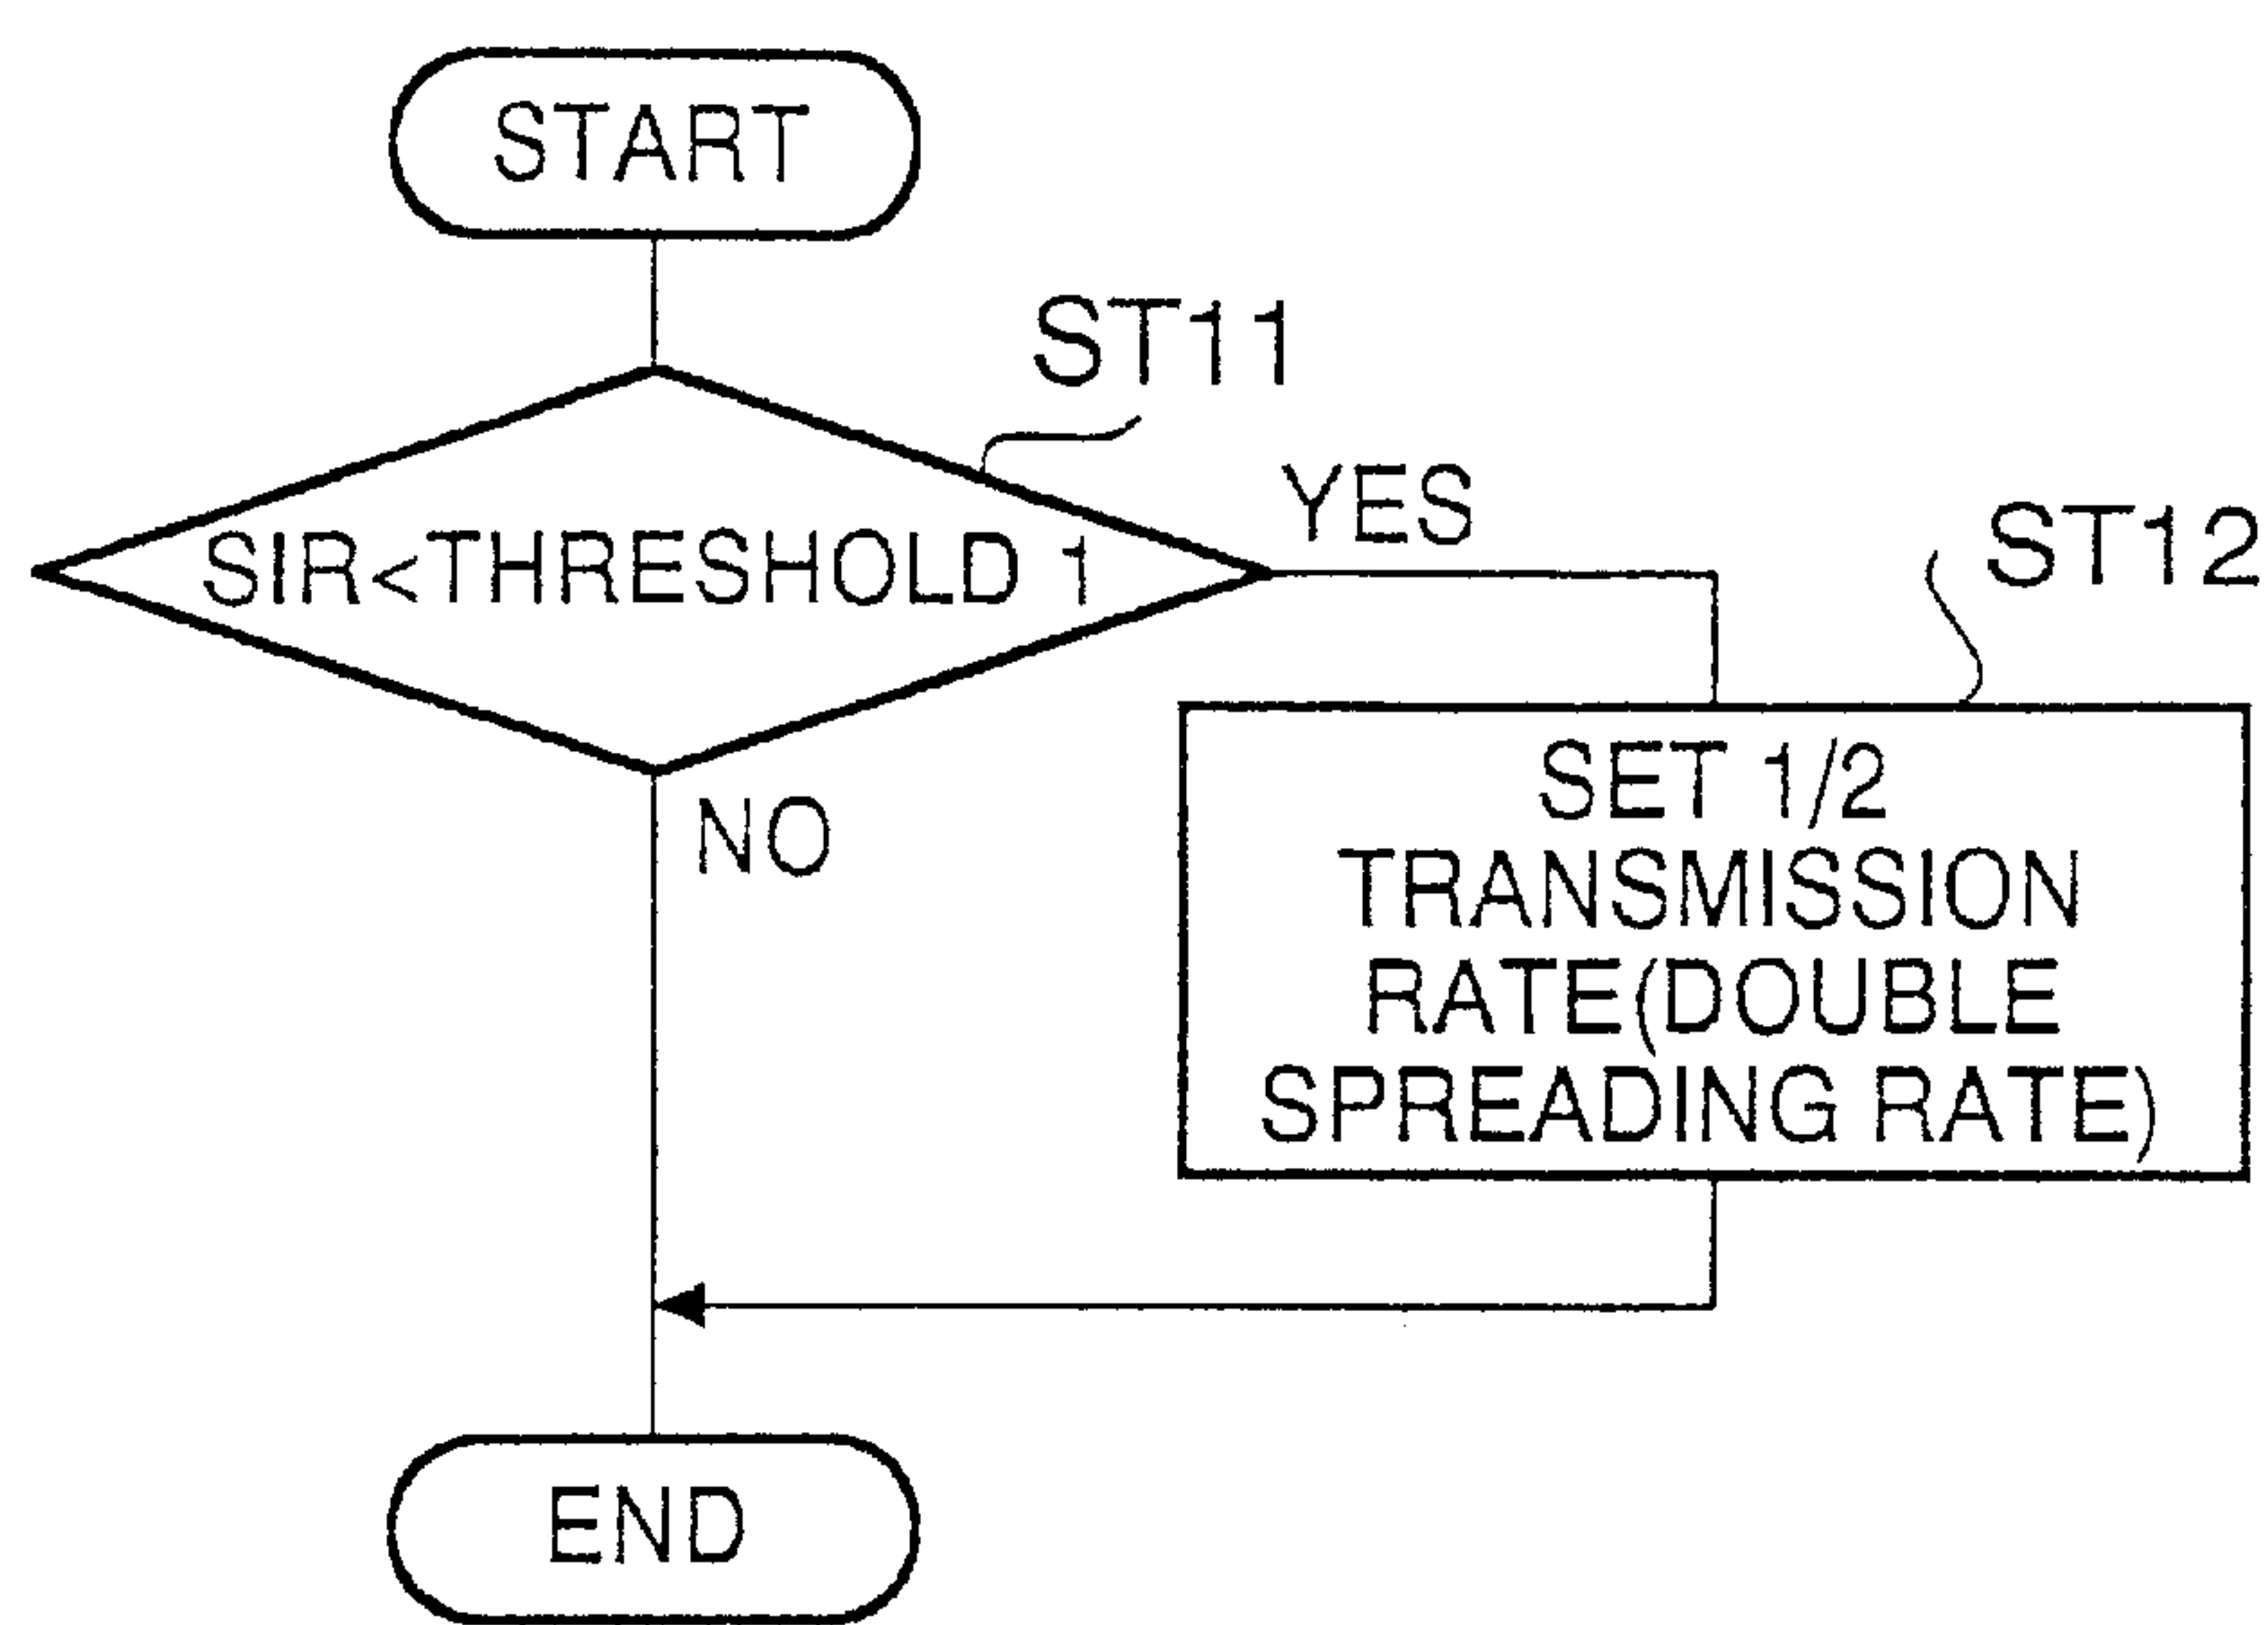 START
ST11
YES
ST12
SIR<THRESHOLD 1
SET 1/2
TRANSMISSION
RATE(DOUBLE
SPREADING RATE)
NO
END